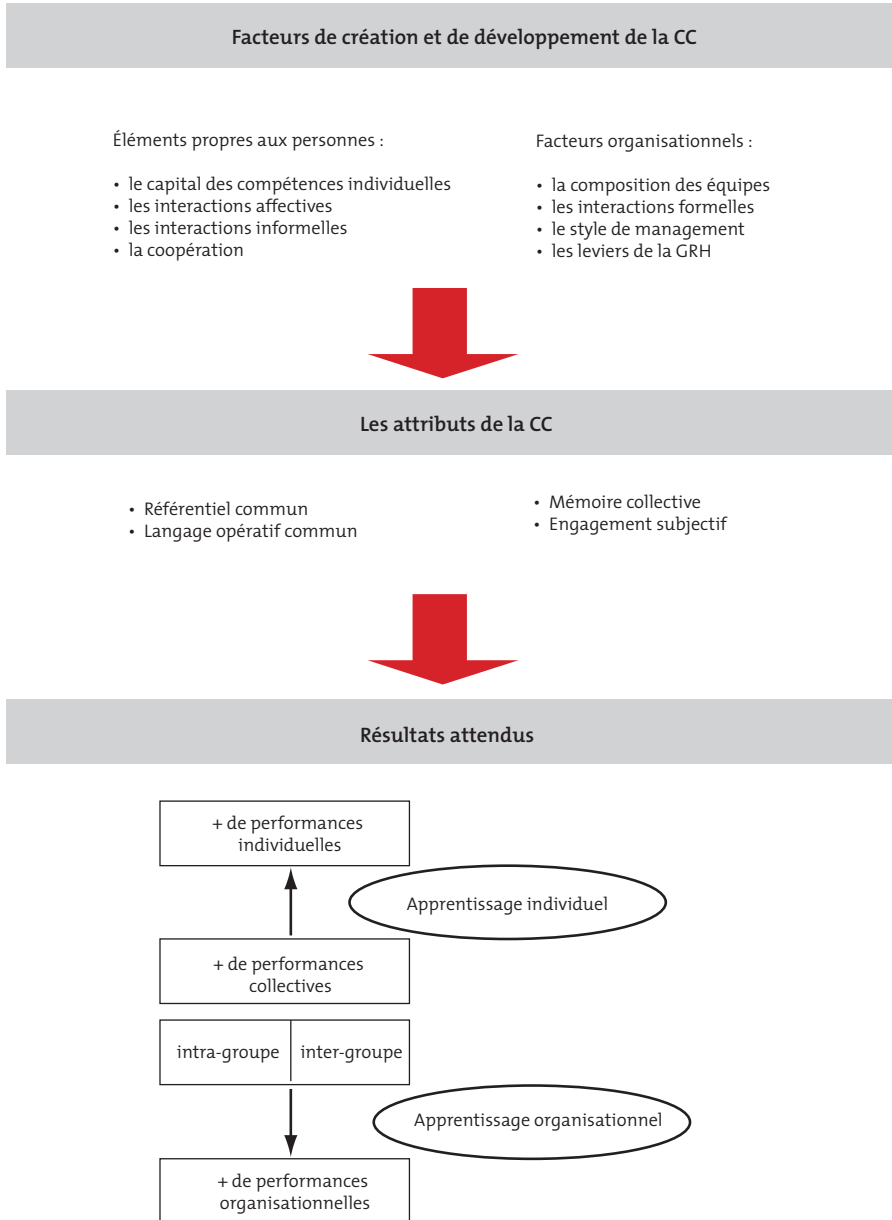 Facteurs de création et de développement de la CC
Éléments propres aux personnes :
• le capital des compétences individuelles
• les interactions affectives
• les interactions informelles
• la coopération
Facteurs organisationnels :
• la composition des équipes
• les interactions formelles
• le style de management
• les leviers de la GRH
Les attributs de la CC
• Référentiel commun
• Langage opératif commun
• Mémoire collective
• Engagement subjectif
Résultats attendus
+ de performances
individuelles
Apprentissage individuel
+ de performances
collectives
intra-groupe
inter-groupe
Apprentissage organisationnel
+ de performances
organisationnelles